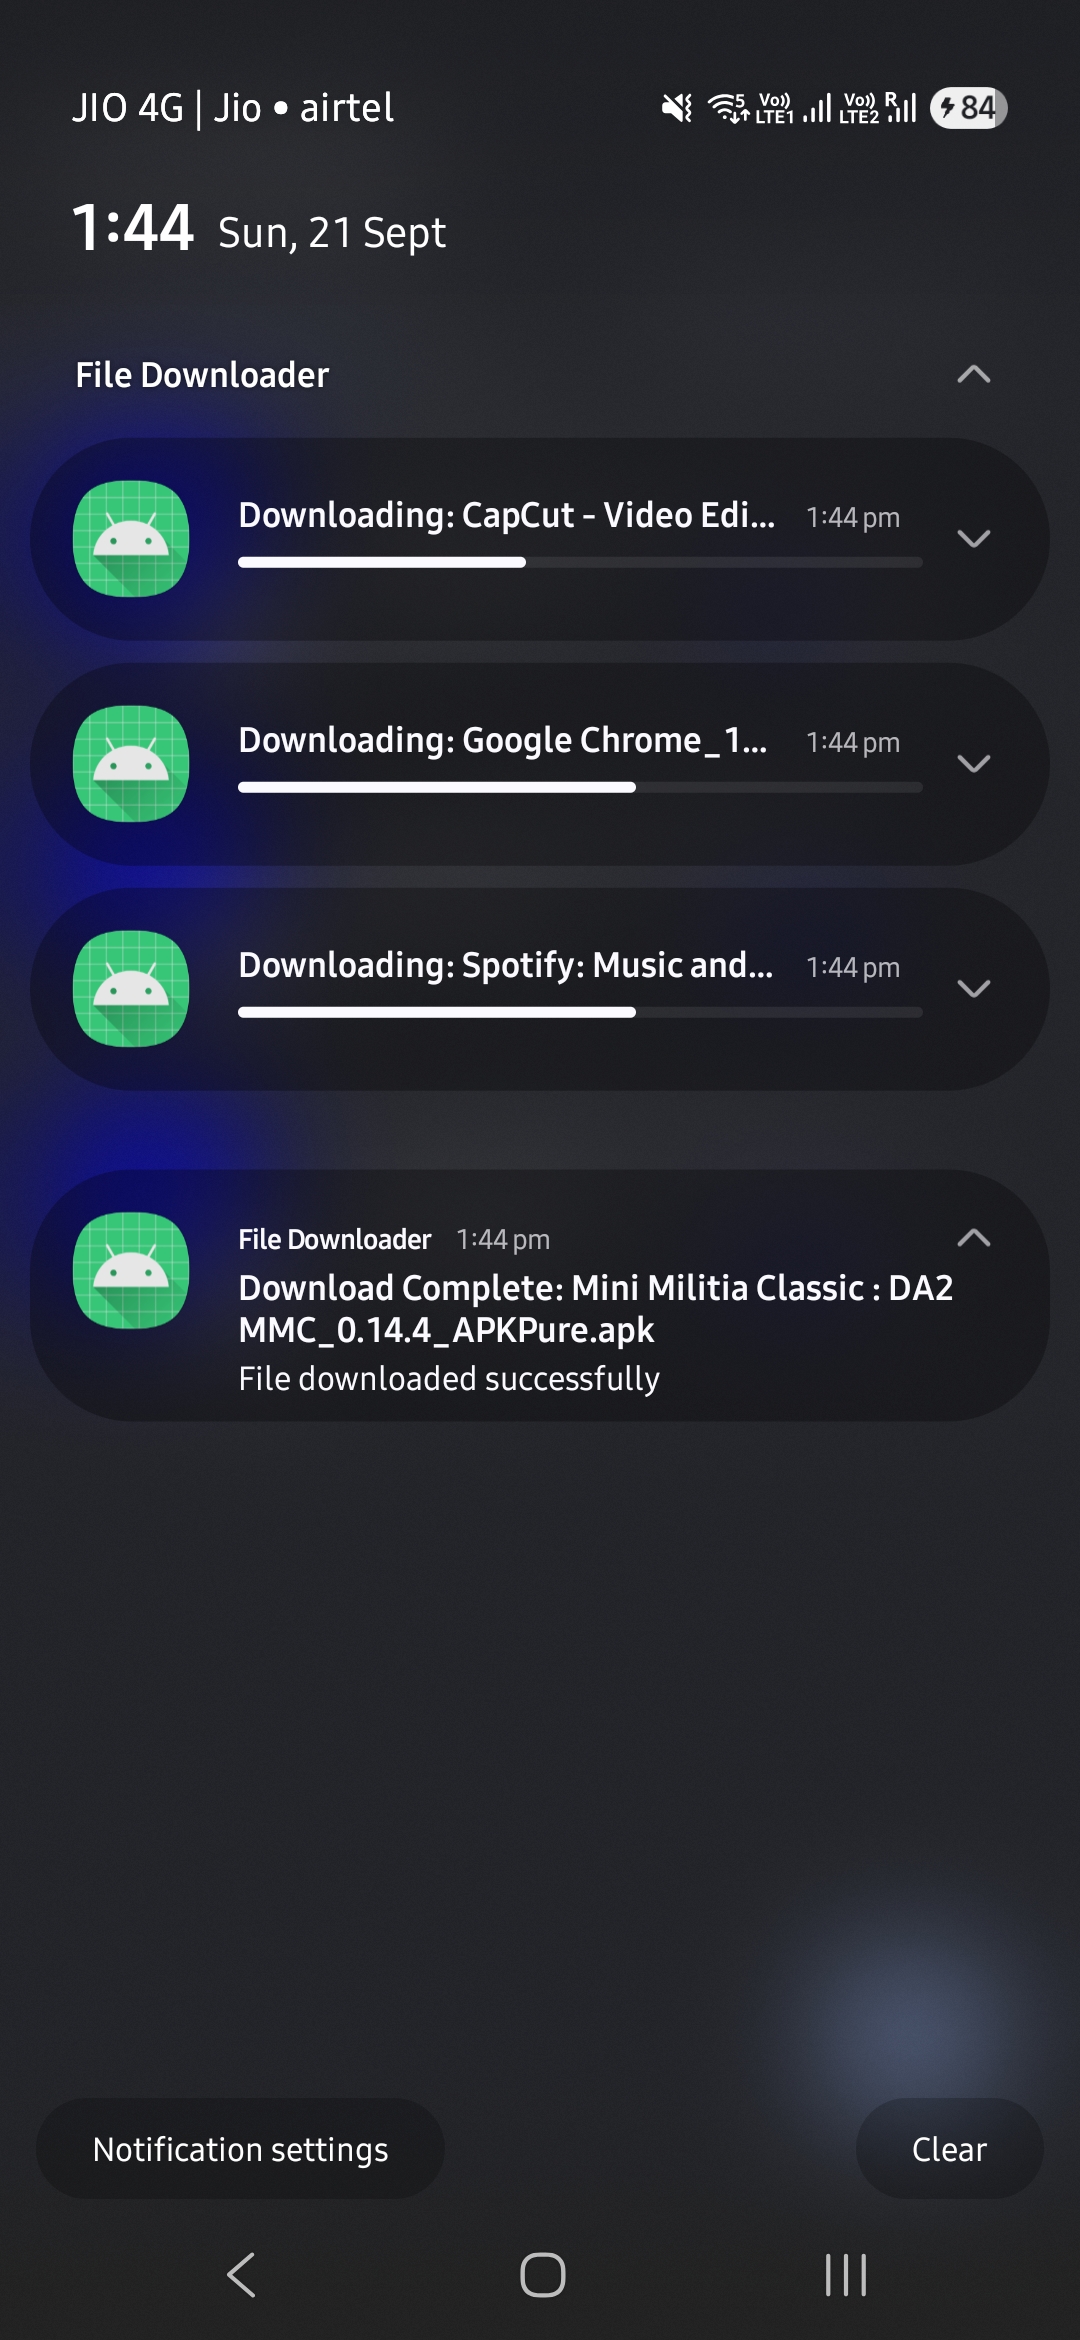 JIO 4G | Jio • airtel
5 Vo)) LTE1 Vo)) LTE2 R 84
1:44 Sun, 21 Sept
File Downloader
Downloading: CapCut - Video Edi... 1:44 pm
Downloading: Google Chrome_1... 1:44 pm
Downloading: Spotify: Music and... 1:44 pm
File Downloader 1:44 pm
Download Complete: Mini Militia Classic : DA2
MMC_0.14.4_APKPure.apk
File downloaded successfully
Notification settings
Clear